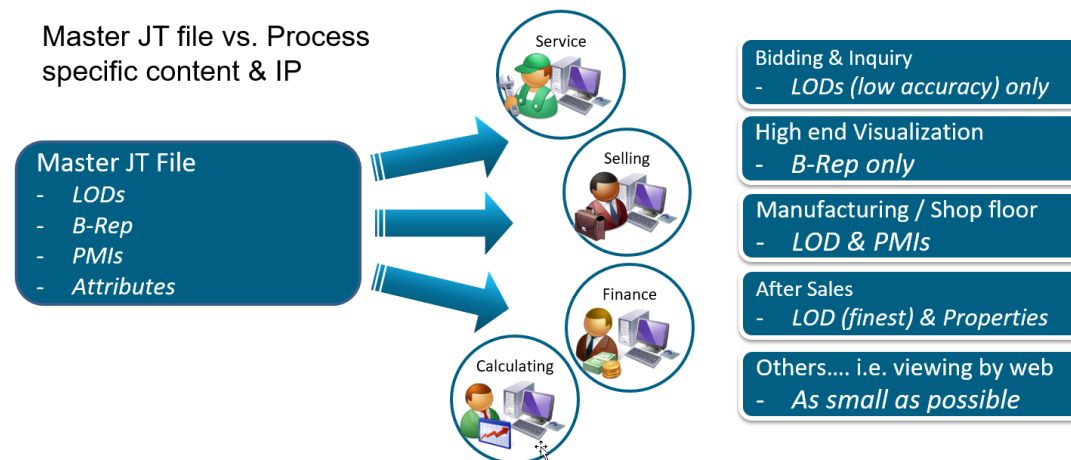 Master JT file vs. Process
specific content & IP
Master JT File
- LODs
- B-Rep
- PMIs
- Attributes
Service
Selling
Finance
Calculating
Bidding & Inquiry
- LODs (low accuracy) only
High end Visualization
- B-Rep only
Manufacturing / Shop floor
- LOD & PMIs
After Sales
- LOD (finest) & Properties
Others.... i.e. viewing by web
- As small as possible